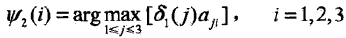 ψ₂(i) = arg max_{1≤j≤3} [δ₁(j)a_{ji}], i = 1,2,3